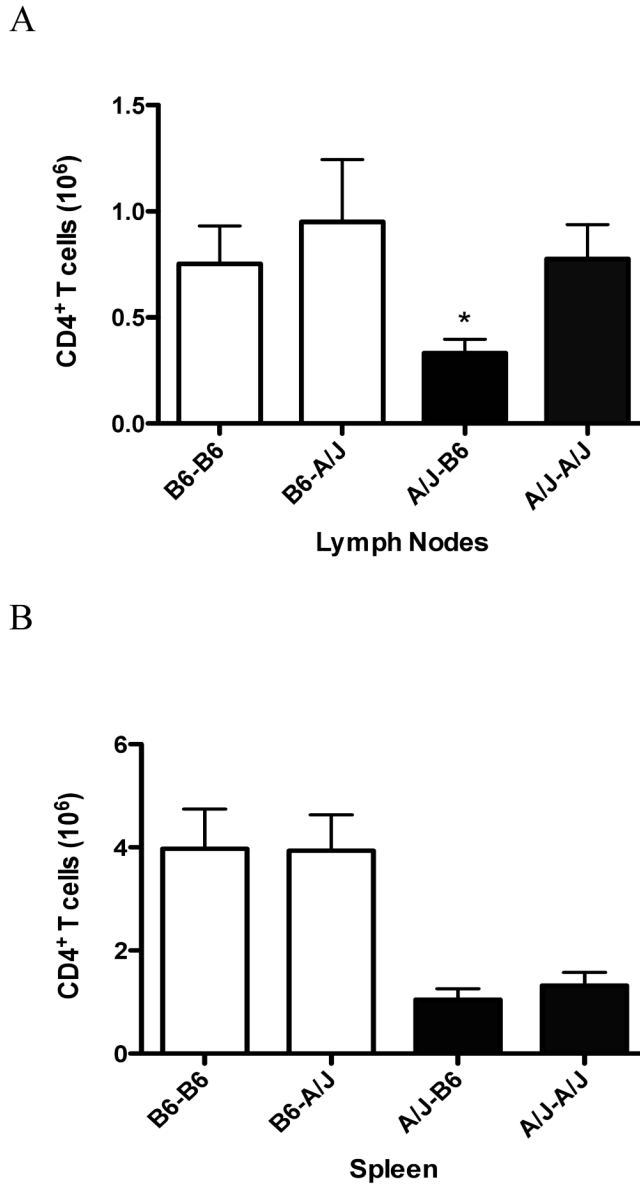 A
CD4⁺ T cells (10⁶)
1.5
1.0
0.5
0.0
*
B6-B6
B6-A/J
A/J-B6
A/J-A/J
Lymph Nodes
B
CD4⁺ T cells (10⁶)
6
4
2
0
B6-B6
B6-A/J
A/J-B6
A/J-A/J
Spleen